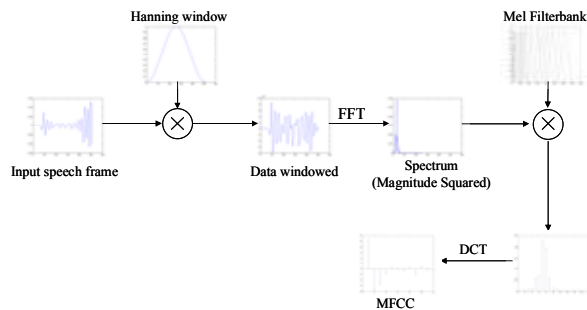 Hanning window
Mel Filterbank
FFT
Input speech frame
Data windowed
Spectrum
(Magnitude Squared)
DCT
MFCC